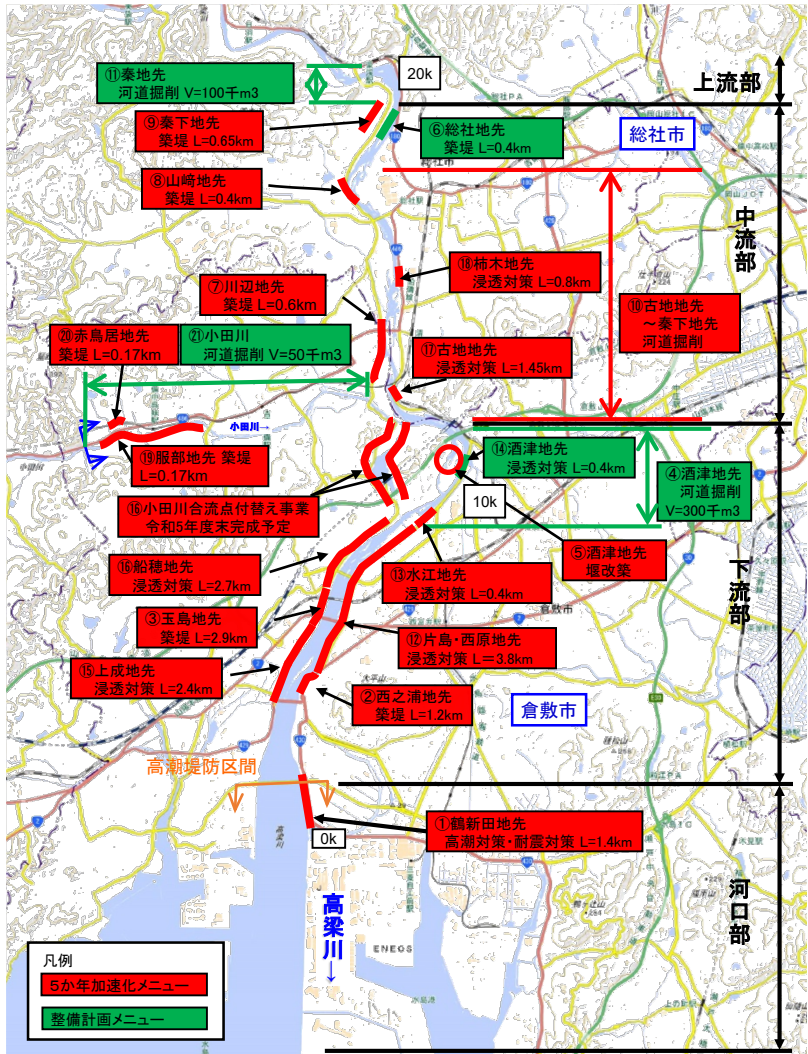 ⑪秦地先
河道掘削 V=100千m3
20k
上流部
⑨秦下地先
築堤 L=0.65km
⑥総社地先
築堤 L=0.4km
総社市
⑧山崎地先
築堤 L=0.4km
中流部
⑱柿木地先
浸透対策 L=0.8km
⑦川辺地先
築堤 L=0.6km
⑩古地地先
～秦下地先
河道掘削
⑳赤鳥居地先
築堤 L=0.17km
㉑小田川
河道掘削 V=50千m3
⑰古地地先
浸透対策 L=1.45km
小田川→
⑲服部地先 築堤
L=0.17km
⑭酒津地先
浸透対策 L=0.4km
④酒津地先
河道掘削
V=300千m3
10k
⑯小田川合流点付替え事業
令和5年度末完成予定
⑤酒津地先
堰改築
⑯船穂地先
浸透対策 L=2.7km
⑬水江地先
浸透対策 L=0.4km
下流部
倉敷市
③玉島地先
築堤 L=2.9km
⑫片島・西原地先
浸透対策 L＝3.8km
⑮上成地先
浸透対策 L=2.4km
②西之浦地先
築堤 L=1.2km
倉敷市
高潮堤防区間
①鶴新田地先
高潮対策・耐震対策 L=1.4km
0k
高梁川
河口部
高梁川→
ENEOS
水島港
凡例
５か年加速化メニュー
整備計画メニュー